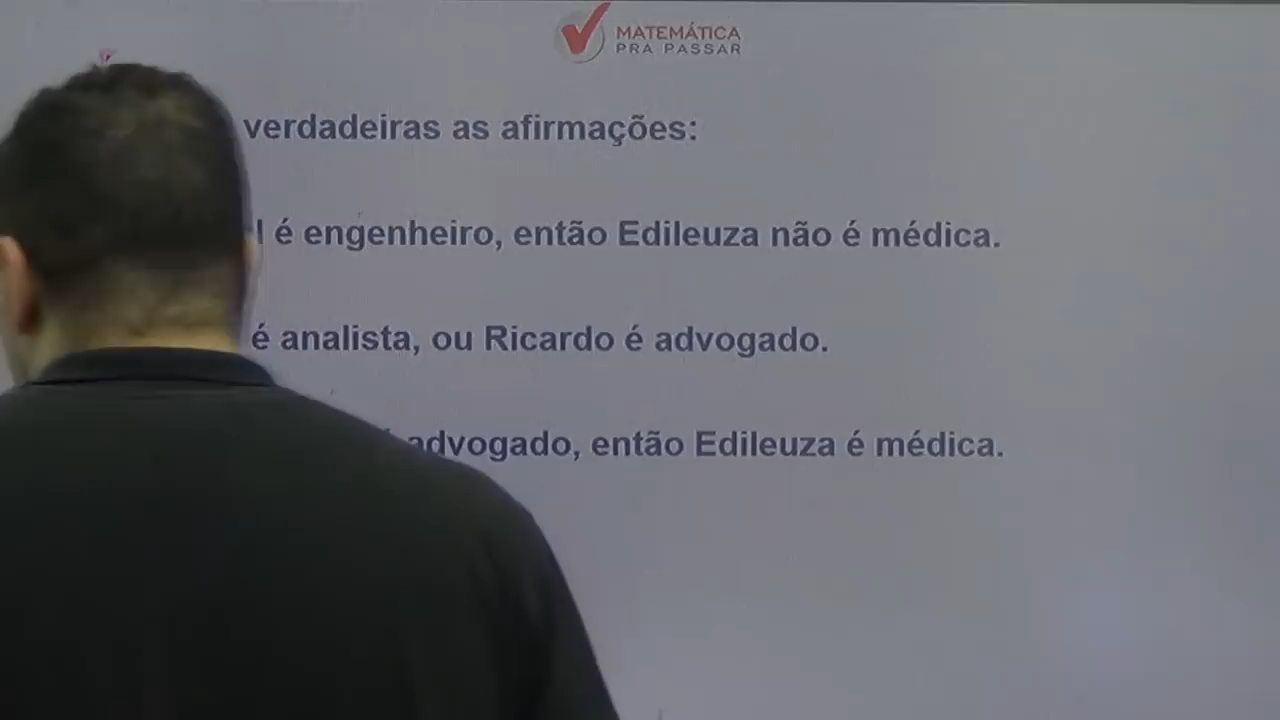 MATEMÁTICA
PRA PASSAR
verdadeiras as afirmações:
é engenheiro, então Edileuza não é médica.
é analista, ou Ricardo é advogado.
advogado, então Edileuza é médica.